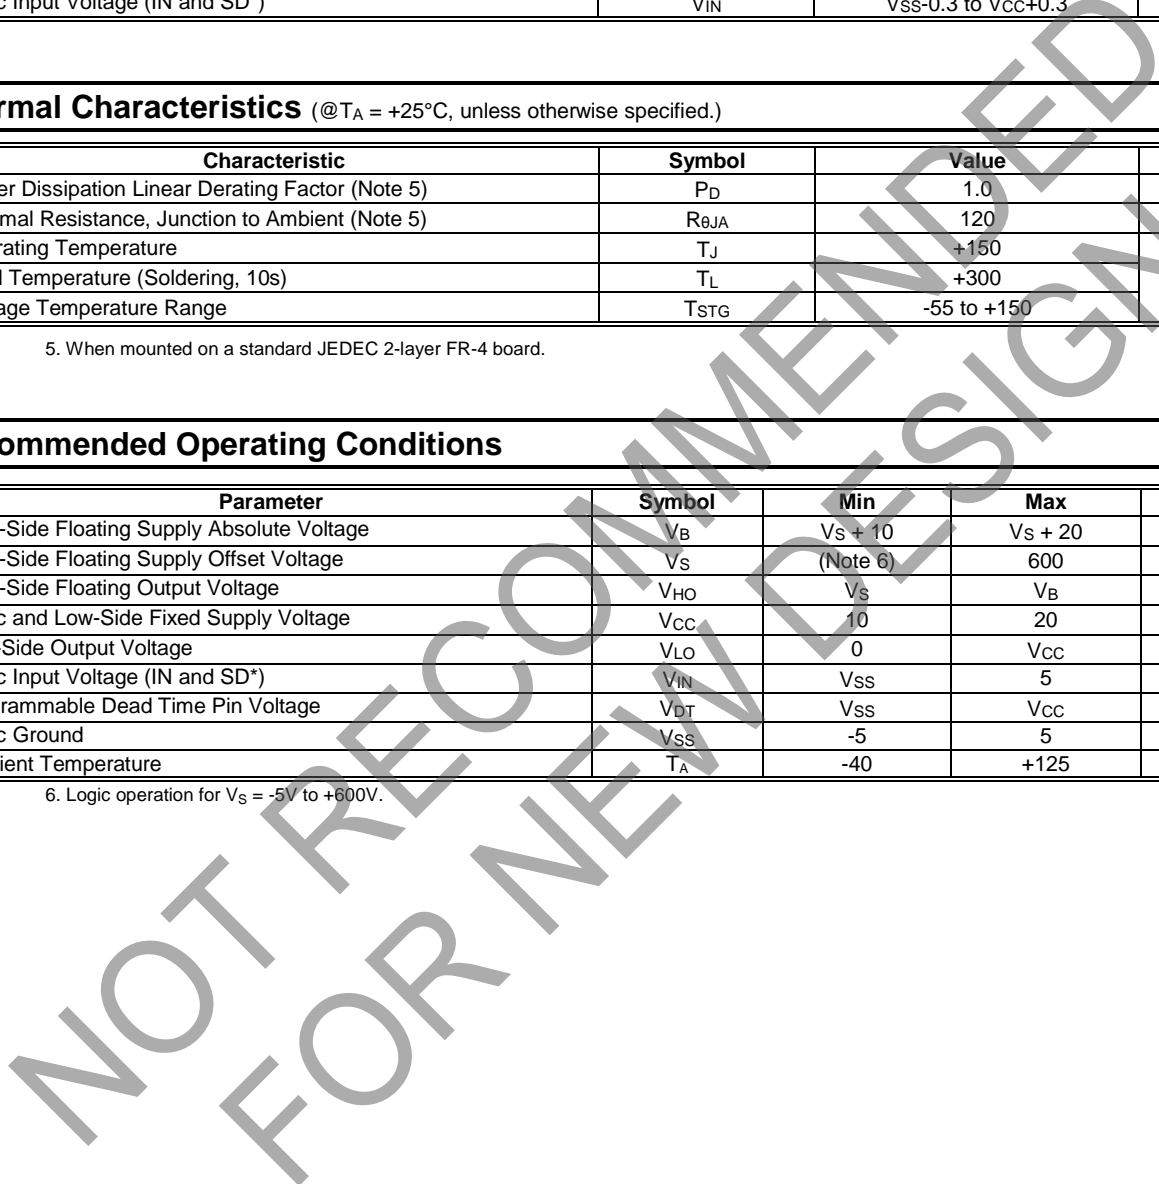 c Input Voltage (IN and SD*) VIN VSS-0.3 to VCC+0.3
rmal Characteristics (@TA = +25°C, unless otherwise specified.)
Characteristic Symbol Value
er Dissipation Linear Derating Factor (Note 5) PD 1.0
rmal Resistance, Junction to Ambient (Note 5) RθJA 120
rating Temperature TJ +150
d Temperature (Soldering, 10s) TL +300
age Temperature Range TSTG -55 to +150
5. When mounted on a standard JEDEC 2-layer FR-4 board.
ommended Operating Conditions
Parameter Symbol Min Max
-Side Floating Supply Absolute Voltage VB VS + 10 VS + 20
-Side Floating Supply Offset Voltage VS (Note 6) 600
-Side Floating Output Voltage VHO VS VB
c and Low-Side Fixed Supply Voltage VCC 10 20
-Side Output Voltage VLO 0 VCC
c Input Voltage (IN and SD*) VIN VSS 5
rammable Dead Time Pin Voltage VDT VSS VCC
c Ground VSS -5 5
ient Temperature TA -40 +125
6. Logic operation for VS = -5V to +600V.
NOT RECOMMENDED
FOR NEW DESIGN